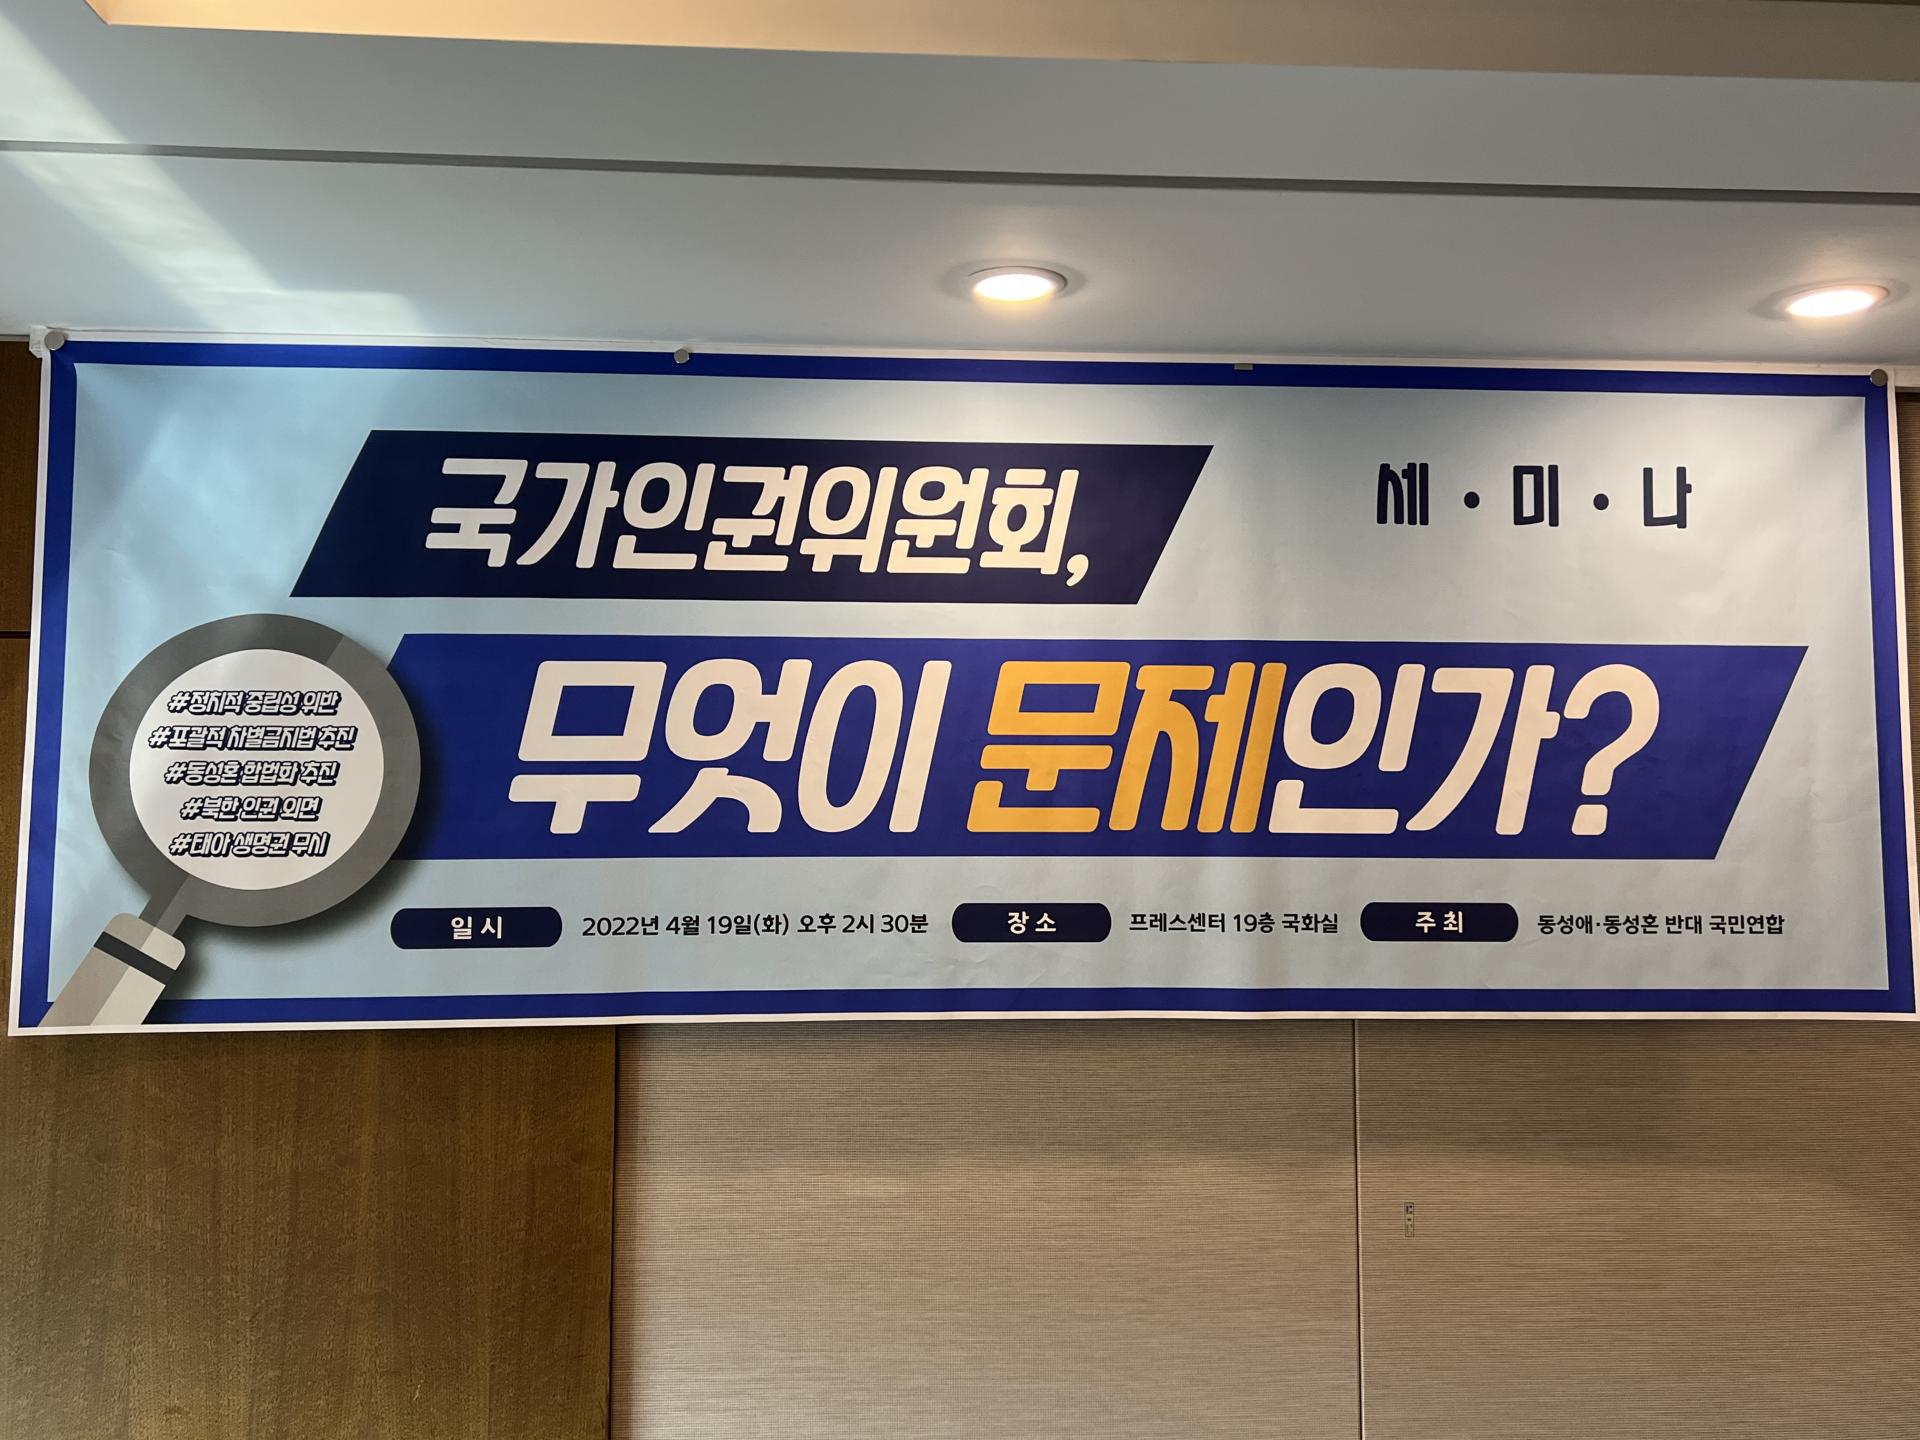 국가인권위원회,
세·미·나
무엇이 문제인가?
#정치적 중립성 위반
#포괄적 차별금지법 추진
#동성혼 합법화 추진
#북한 인권 외면
#태아 생명권 무시
일시 2022년 4월 19일(화) 오후 2시 30분 장소 프레스센터 19층 국화실 주최 동성애·동성혼 반대 국민연합